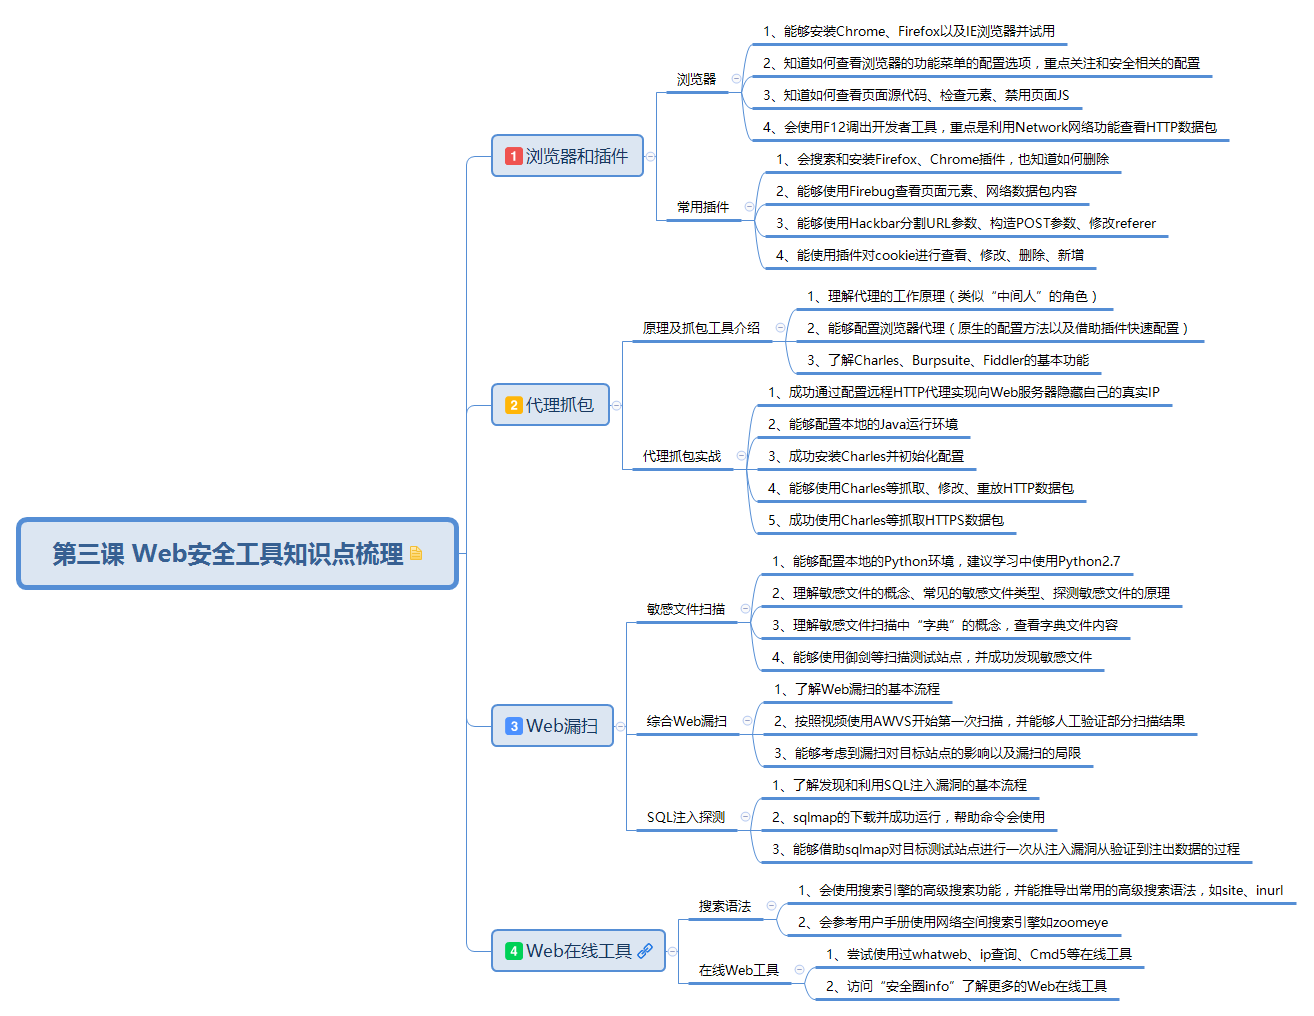 第三课 Web安全工具知识点梳理
1 浏览器和插件
浏览器
1、能够安装Chrome、Firefox以及IE浏览器并试用
2、知道如何查看浏览器的功能菜单的配置选项，重点关注和安全相关的配置
3、知道如何查看页面源代码、检查元素、禁用页面JS
4、会使用F12调出开发者工具，重点是利用Network网络功能查看HTTP数据包
常用插件
1、会搜索和安装Firefox、Chrome插件，也知道如何删除
2、能够使用Firebug查看页面元素、网络数据包内容
3、能够使用Hackbar分割URL参数、构造POST参数、修改referer
4、能使用插件对cookie进行查看、修改、删除、新增
2 代理抓包
原理及抓包工具介绍
1、理解代理的工作原理（类似“中间人”的角色）
2、能够配置浏览器代理（原生的配置方法以及借助插件快速配置）
3、了解Charles、Burpsuite、Fiddler的基本功能
代理抓包实战
1、成功通过配置远程HTTP代理实现向Web服务器隐藏自己的真实IP
2、能够配置本地的Java运行环境
3、成功安装Charles并初始化配置
4、能够使用Charles等抓取、修改、重放HTTP数据包
5、成功使用Charles等抓取HTTPS数据包
3 Web漏扫
敏感文件扫描
1、能够配置本地的Python环境，建议学习中使用Python2.7
2、理解敏感文件的概念、常见的敏感文件类型、探测敏感文件的原理
3、理解敏感文件扫描中“字典”的概念，查看字典文件内容
4、能够使用御剑等扫描测试站点，并成功发现敏感文件
综合Web漏扫
1、了解Web漏扫的基本流程
2、按照视频使用AWVS开始第一次扫描，并能够人工验证部分扫描结果
3、能够考虑到漏扫对目标站点的影响以及漏扫的局限
SQL注入探测
1、了解发现和利用SQL注入漏洞的基本流程
2、sqlmap的下载并成功运行，帮助命令会使用
3、能够借助sqlmap对目标测试站点进行一次从注入漏洞从验证到注出数据的过程
4 Web在线工具
搜索语法
1、会使用搜索引擎的高级搜索功能，并能推导出常用的高级搜索语法，如site、inurl
2、会参考用户手册使用网络空间搜索引擎如zoomeye
在线Web工具
1、尝试使用过whatweb、ip查询、Cmd5等在线工具
2、访问“安全圈info”了解更多的Web在线工具